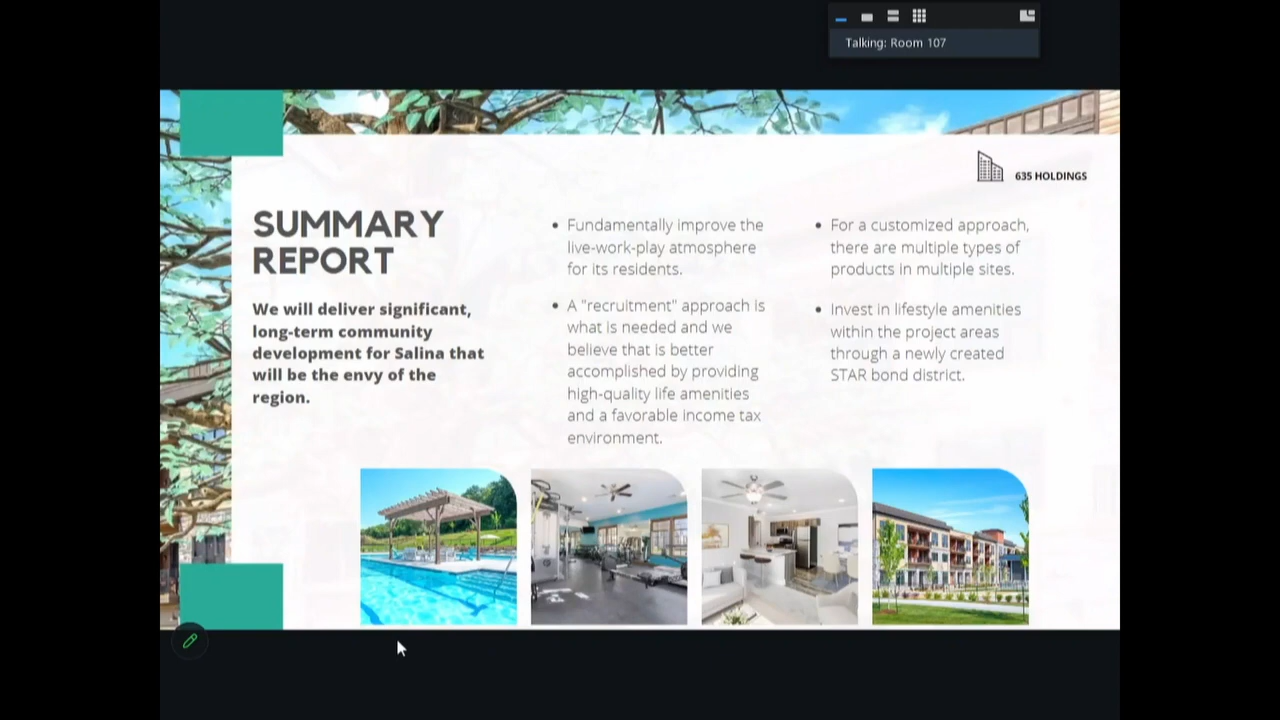 Talking: Room 107
635 HOLDINGS
SUMMARY
REPORT
We will deliver significant,
long-term community
development for Salina that
will be the envy of the
region.
• Fundamentally improve the
live-work-play atmosphere
for its residents.
• A "recruitment" approach is
what is needed and we
believe that is better
accomplished by providing
high-quality life amenities
and a favorable income tax
environment.
• For a customized approach,
there are multiple types of
products in multiple sites.
• Invest in lifestyle amenities
within the project areas
through a newly created
STAR bond district.